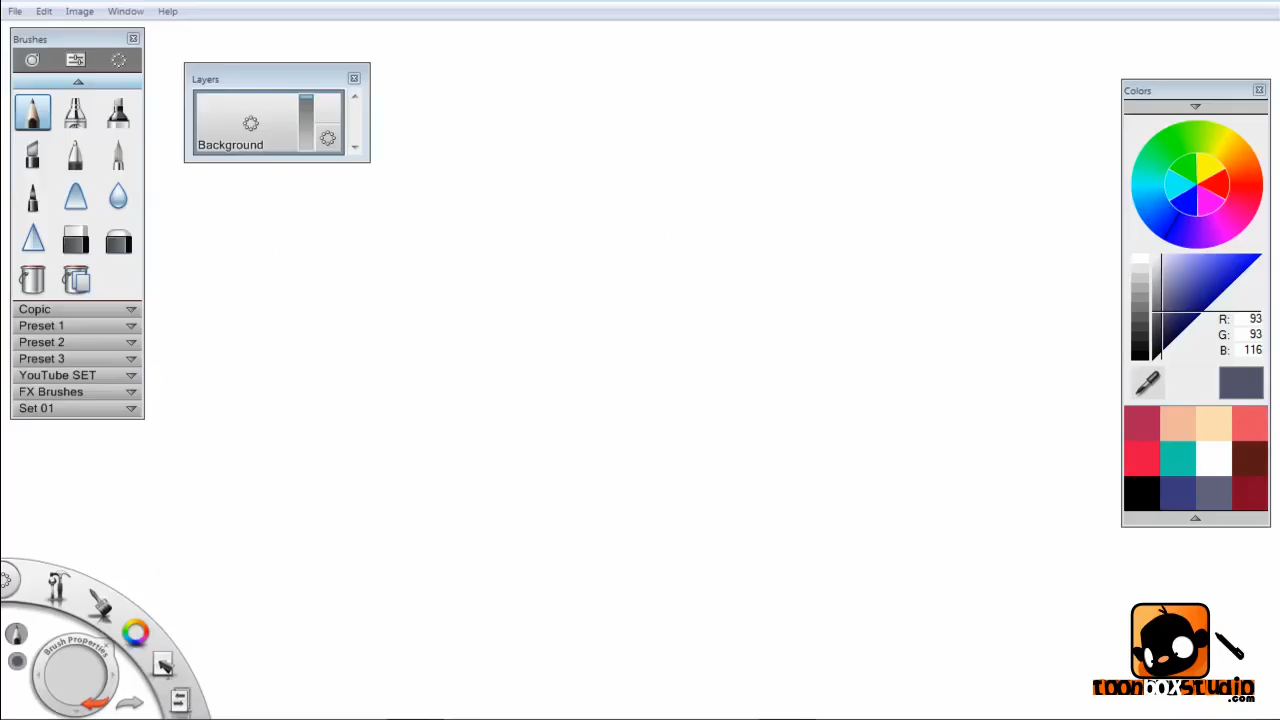 File Edit Image Window Help
Brushes
Layers
Background
Colors
R: 93
G: 93
B: 116
Copic
Preset 1
Preset 2
Preset 3
YouTube SET
FX Brushes
Set 01
Brush Properties
toonboxstudio
.com